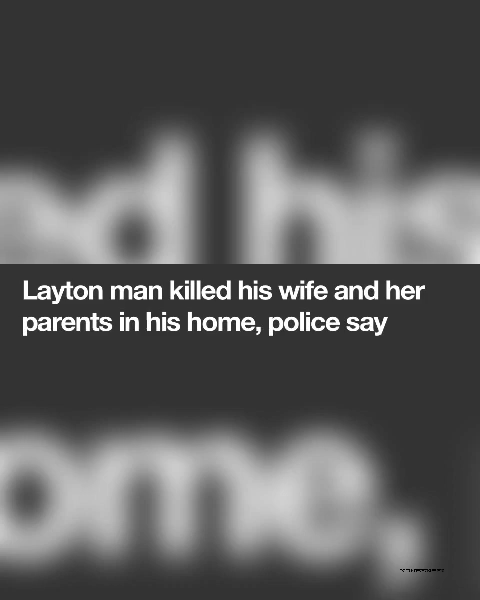 Layton man killed his wife and her
parents in his home, police say